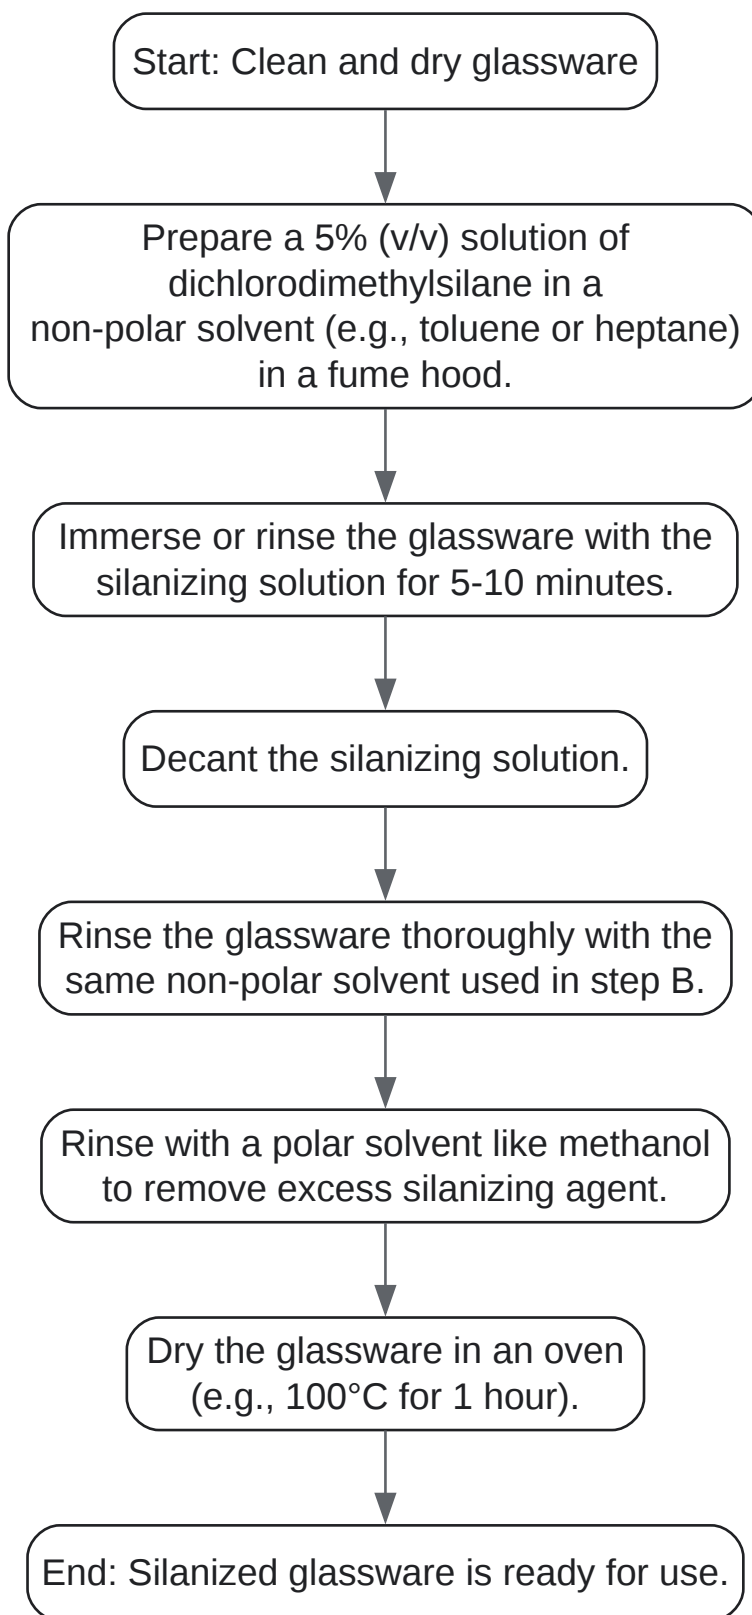 Start: Clean and dry glassware
Prepare a 5% (v/v) solution of
dichlorodimethylsilane in a
non-polar solvent (e.g., toluene or heptane)
in a fume hood.
Immerse or rinse the glassware with the
silanizing solution for 5-10 minutes.
Decant the silanizing solution.
Rinse the glassware thoroughly with the
same non-polar solvent used in step B.
Rinse with a polar solvent like methanol
to remove excess silanizing agent.
Dry the glassware in an oven
(e.g., 100°C for 1 hour).
End: Silanized glassware is ready for use.